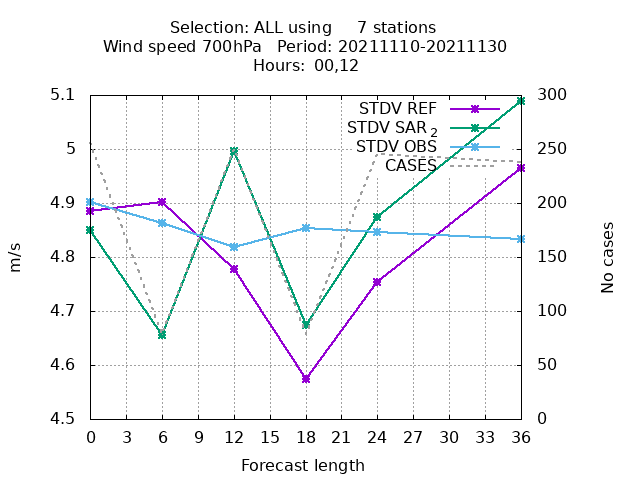 Selection: ALL using     7 stations
Wind speed 700hPa   Period: 20211110-20211130
Hours:  00,12
5.1
5
4.9
4.8
4.7
4.6
4.5
m/s
300
250
200
150
100
50
0
No cases
STDV REF
STDV SAR 2
STDV OBS
CASES
0 3 6 9 12 15 18 21 24 27 30 33 36
Forecast length